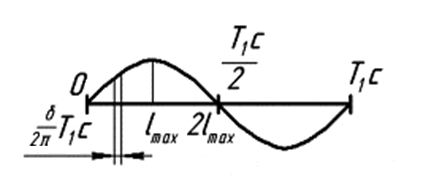 0
T₁c/2
T₁c
δ/2π T₁c
l_max 2l_max